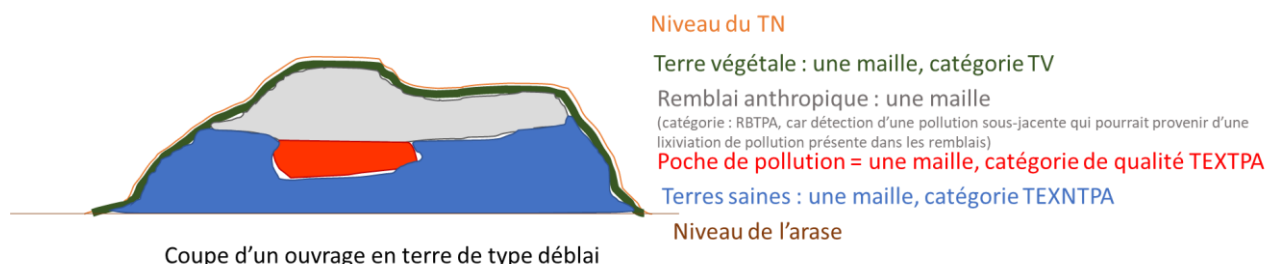 Niveau du TN
Terre végétale : une maille, catégorie TV
Remblai anthropique : une maille
(catégorie : RBTPA, car détection d'une pollution sous-jacente qui pourrait provenir d'une
lixiviation de pollution présente dans les remblais)
Poche de pollution = une maille, catégorie de qualité TEXTPA
Terres saines : une maille, catégorie TEXNTPA
Niveau de l'arase
Coupe d'un ouvrage en terre de type déblai